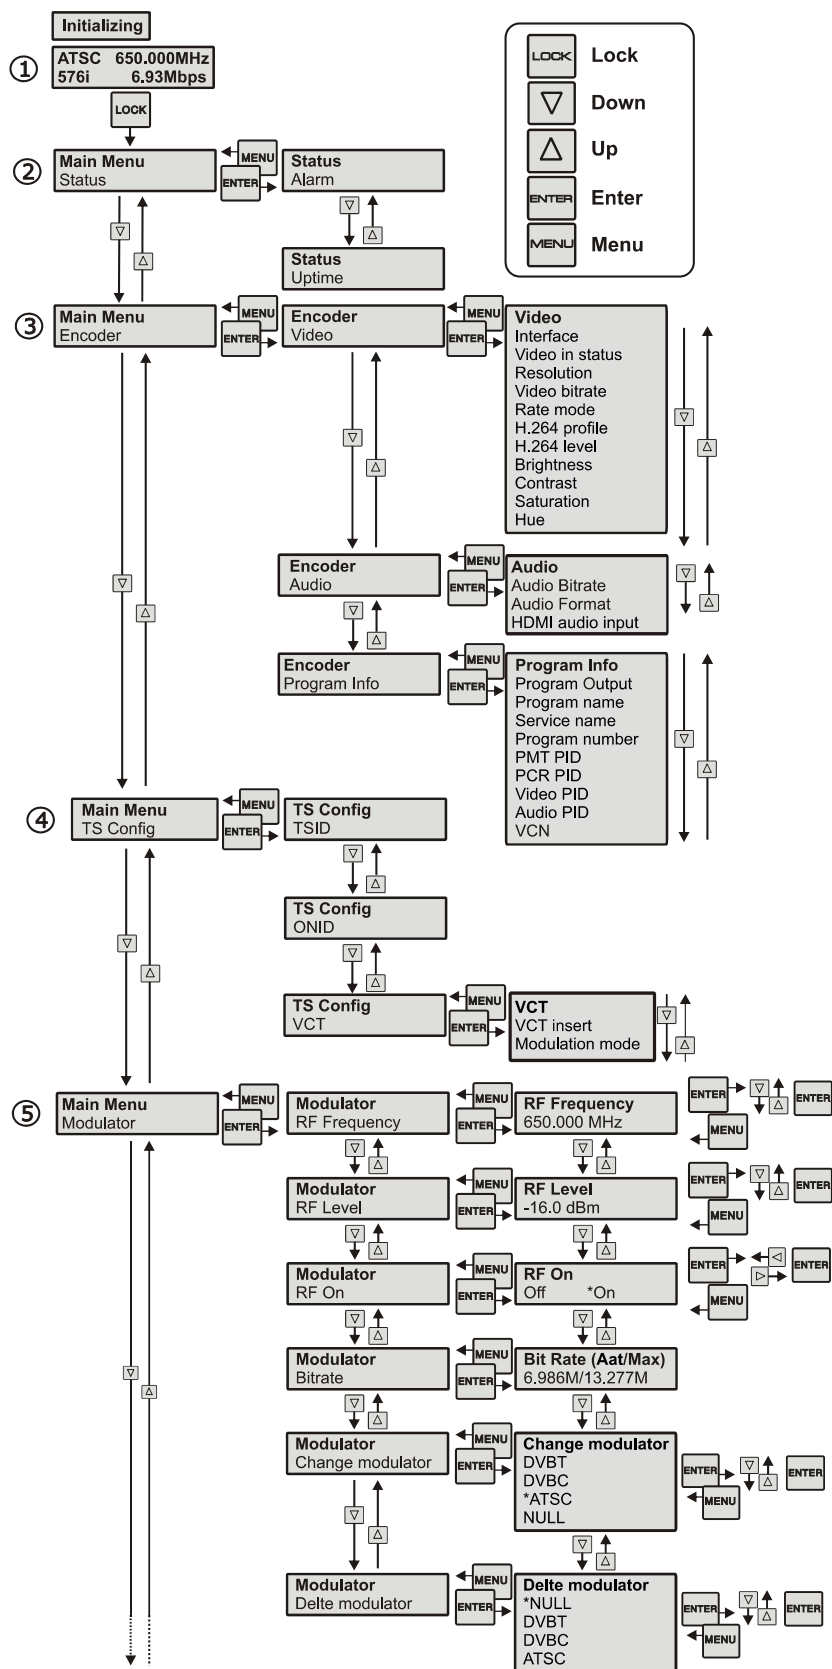 Initializing
① ATSC 650.000MHz
576i 6.93Mbps
LOCK
LOCK Lock
▽ Down
△ Up
ENTER Enter
MENU Menu
② Main Menu
Status
MENU
ENTER
Status
Alarm
▽
△
▽
△
Status
Uptime
③ Main Menu
Encoder
MENU
ENTER
Encoder
Video
MENU
ENTER
Video
Interface
Video in status
Resolution
Video bitrate
Rate mode
H.264 profile
H.264 level
Brightness
Contrast
Saturation
Hue
▽
△
▽
△
▽
△
Encoder
Audio
MENU
ENTER
Audio
Audio Bitrate
Audio Format
HDMI audio input
▽
△
▽
△
Encoder
Program Info
MENU
ENTER
Program Info
Program Output
Program name
Service name
Program number
PMT PID
PCR PID
Video PID
Audio PID
VCN
▽
△
④ Main Menu
TS Config
MENU
ENTER
TS Config
TSID
▽
△
TS Config
ONID
▽
△
▽
△
TS Config
VCT
MENU
ENTER
VCT
VCT insert
Modulation mode
▽
△
⑤ Main Menu
Modulator
MENU
ENTER
Modulator
RF Frequency
MENU
ENTER
RF Frequency
650.000 MHz
ENTER
▽
△
ENTER
MENU
▽
△
▽
△
Modulator
RF Level
MENU
ENTER
RF Level
-16.0 dBm
ENTER
▽
△
ENTER
MENU
▽
△
▽
△
Modulator
RF On
MENU
ENTER
RF On
Off *On
ENTER
◁
▷
ENTER
MENU
▽
△
▽
△
Modulator
Bitrate
MENU
ENTER
Bit Rate (Aat/Max)
6.986M/13.277M
▽
△
▽
△
▽
△
Modulator
Change modulator
MENU
ENTER
Change modulator
DVBT
DVBC
*ATSC
NULL
ENTER
▽
△
ENTER
MENU
▽
△
▽
△
Modulator
Delte modulator
MENU
ENTER
Delte modulator
*NULL
DVBT
DVBC
ATSC
ENTER
▽
△
ENTER
MENU